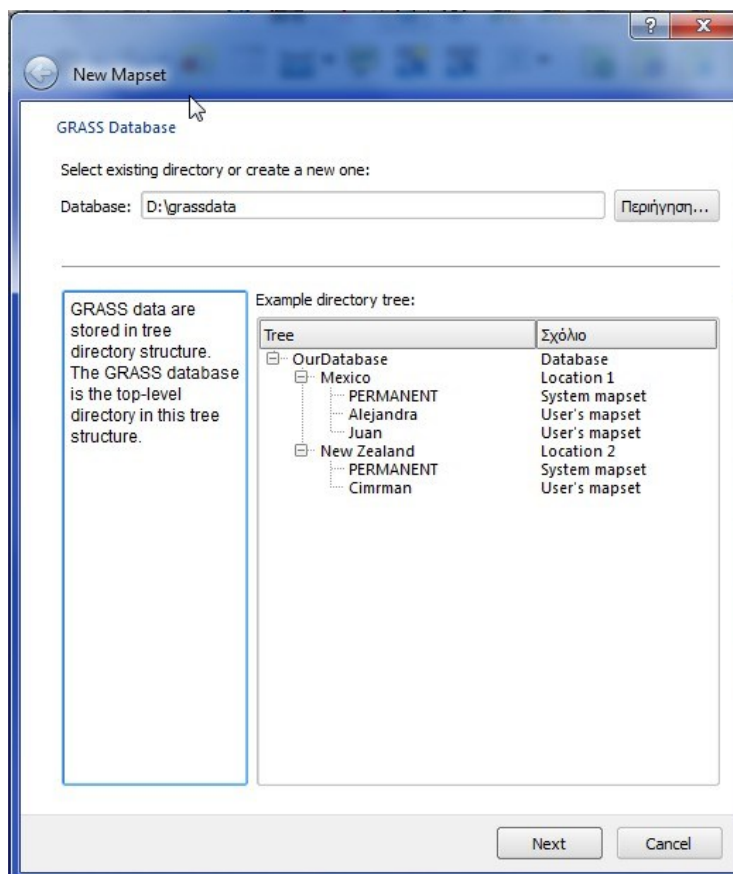 ?
X
New Mapset
GRASS Database
Select existing directory or create a new one:
Database: D:\grassdata Περιήγηση...
GRASS data are
stored in tree
directory structure.
The GRASS database
is the top-level
directory in this tree
structure.
Example directory tree:
Tree Σχόλιο
OurDatabase Database
Mexico Location 1
PERMANENT System mapset
Alejandra User's mapset
Juan User's mapset
New Zealand Location 2
PERMANENT System mapset
Cimrman User's mapset
Next Cancel